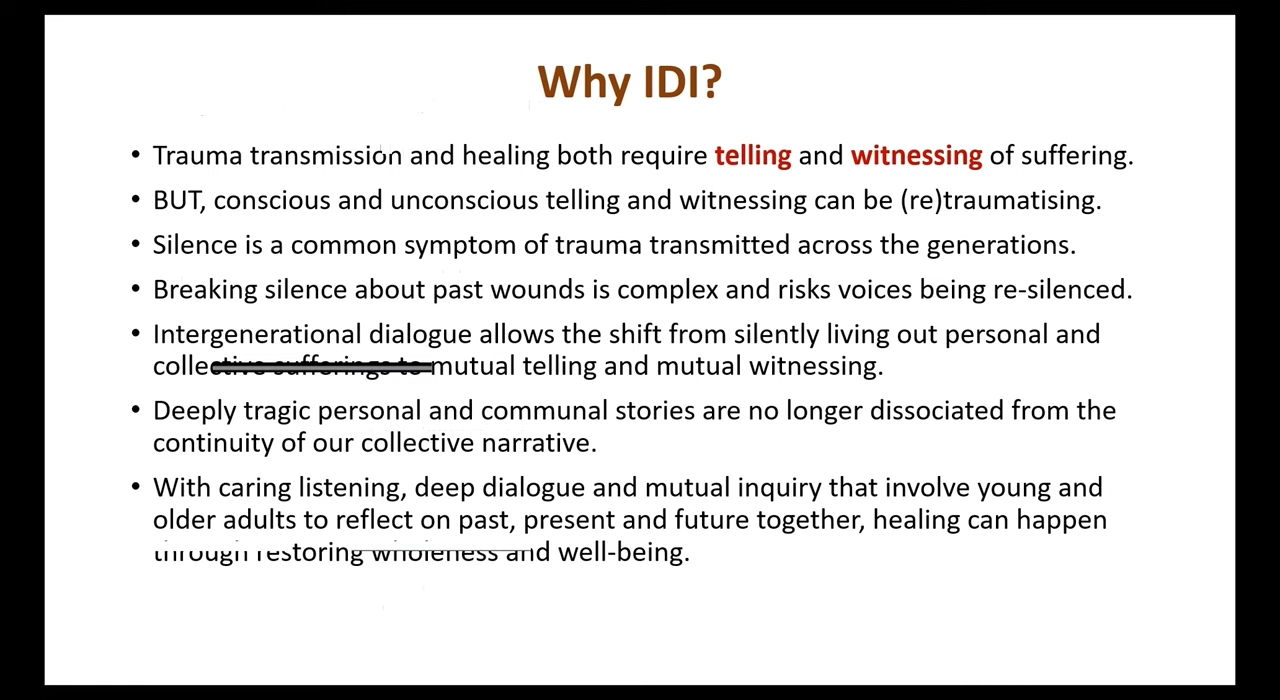 Why IDI?
• Trauma transmission and healing both require telling and witnessing of suffering.
• BUT, conscious and unconscious telling and witnessing can be (re)traumatising.
• Silence is a common symptom of trauma transmitted across the generations.
• Breaking silence about past wounds is complex and risks voices being re-silenced.
• Intergenerational dialogue allows the shift from silently living out personal and
collective sufferings to mutual telling and mutual witnessing.
• Deeply tragic personal and communal stories are no longer dissociated from the
continuity of our collective narrative.
• With caring listening, deep dialogue and mutual inquiry that involve young and
older adults to reflect on past, present and future together, healing can happen
through restoring wholeness and well-being.